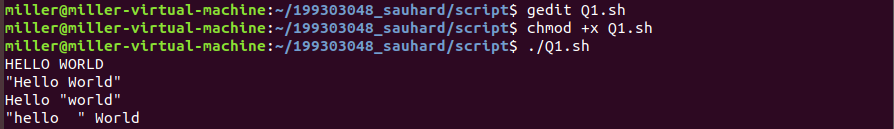 miller@miller-virtual-machine:~/199303048_sauhard/script$ gedit Q1.sh
miller@miller-virtual-machine:~/199303048_sauhard/script$ chmod +x Q1.sh
miller@miller-virtual-machine:~/199303048_sauhard/script$ ./Q1.sh
HELLO WORLD
"Hello World"
Hello "world"
"hello  " World